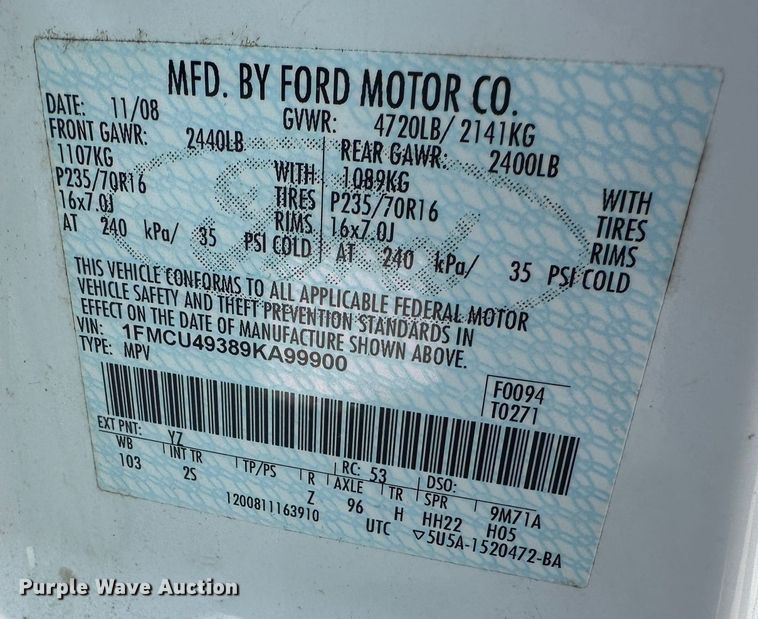 MFD. BY FORD MOTOR CO.
DATE: 11/08 GVWR: 4720LB/ 2141KG
FRONT GAWR: 2440LB REAR GAWR: 2400LB
1107KG WITH 1089KG WITH
P235/70R16 TIRES P235/70R16 TIRES
16x7.0J RIMS 16x7.0J RIMS
AT 240 kPa/ 35 PSI COLD AT 240 kPa/ 35 PSI COLD
THIS VEHICLE CONFORMS TO ALL APPLICABLE FEDERAL MOTOR
VEHICLE SAFETY AND THEFT PREVENTION STANDARDS IN
EFFECT ON THE DATE OF MANUFACTURE SHOWN ABOVE.
VIN: 1FMCU49389KA99900
TYPE: MPV
F0094
T0271
EXT PNT: YZ RC: 53 DSO:
WB INT TR TP/PS R AXLE TR SPR 9M71A
103 2S Z 96 H HH22 H05
1200811163910 UTC ▽5U5A-1520472-BA
Ford
Purple Wave Auction